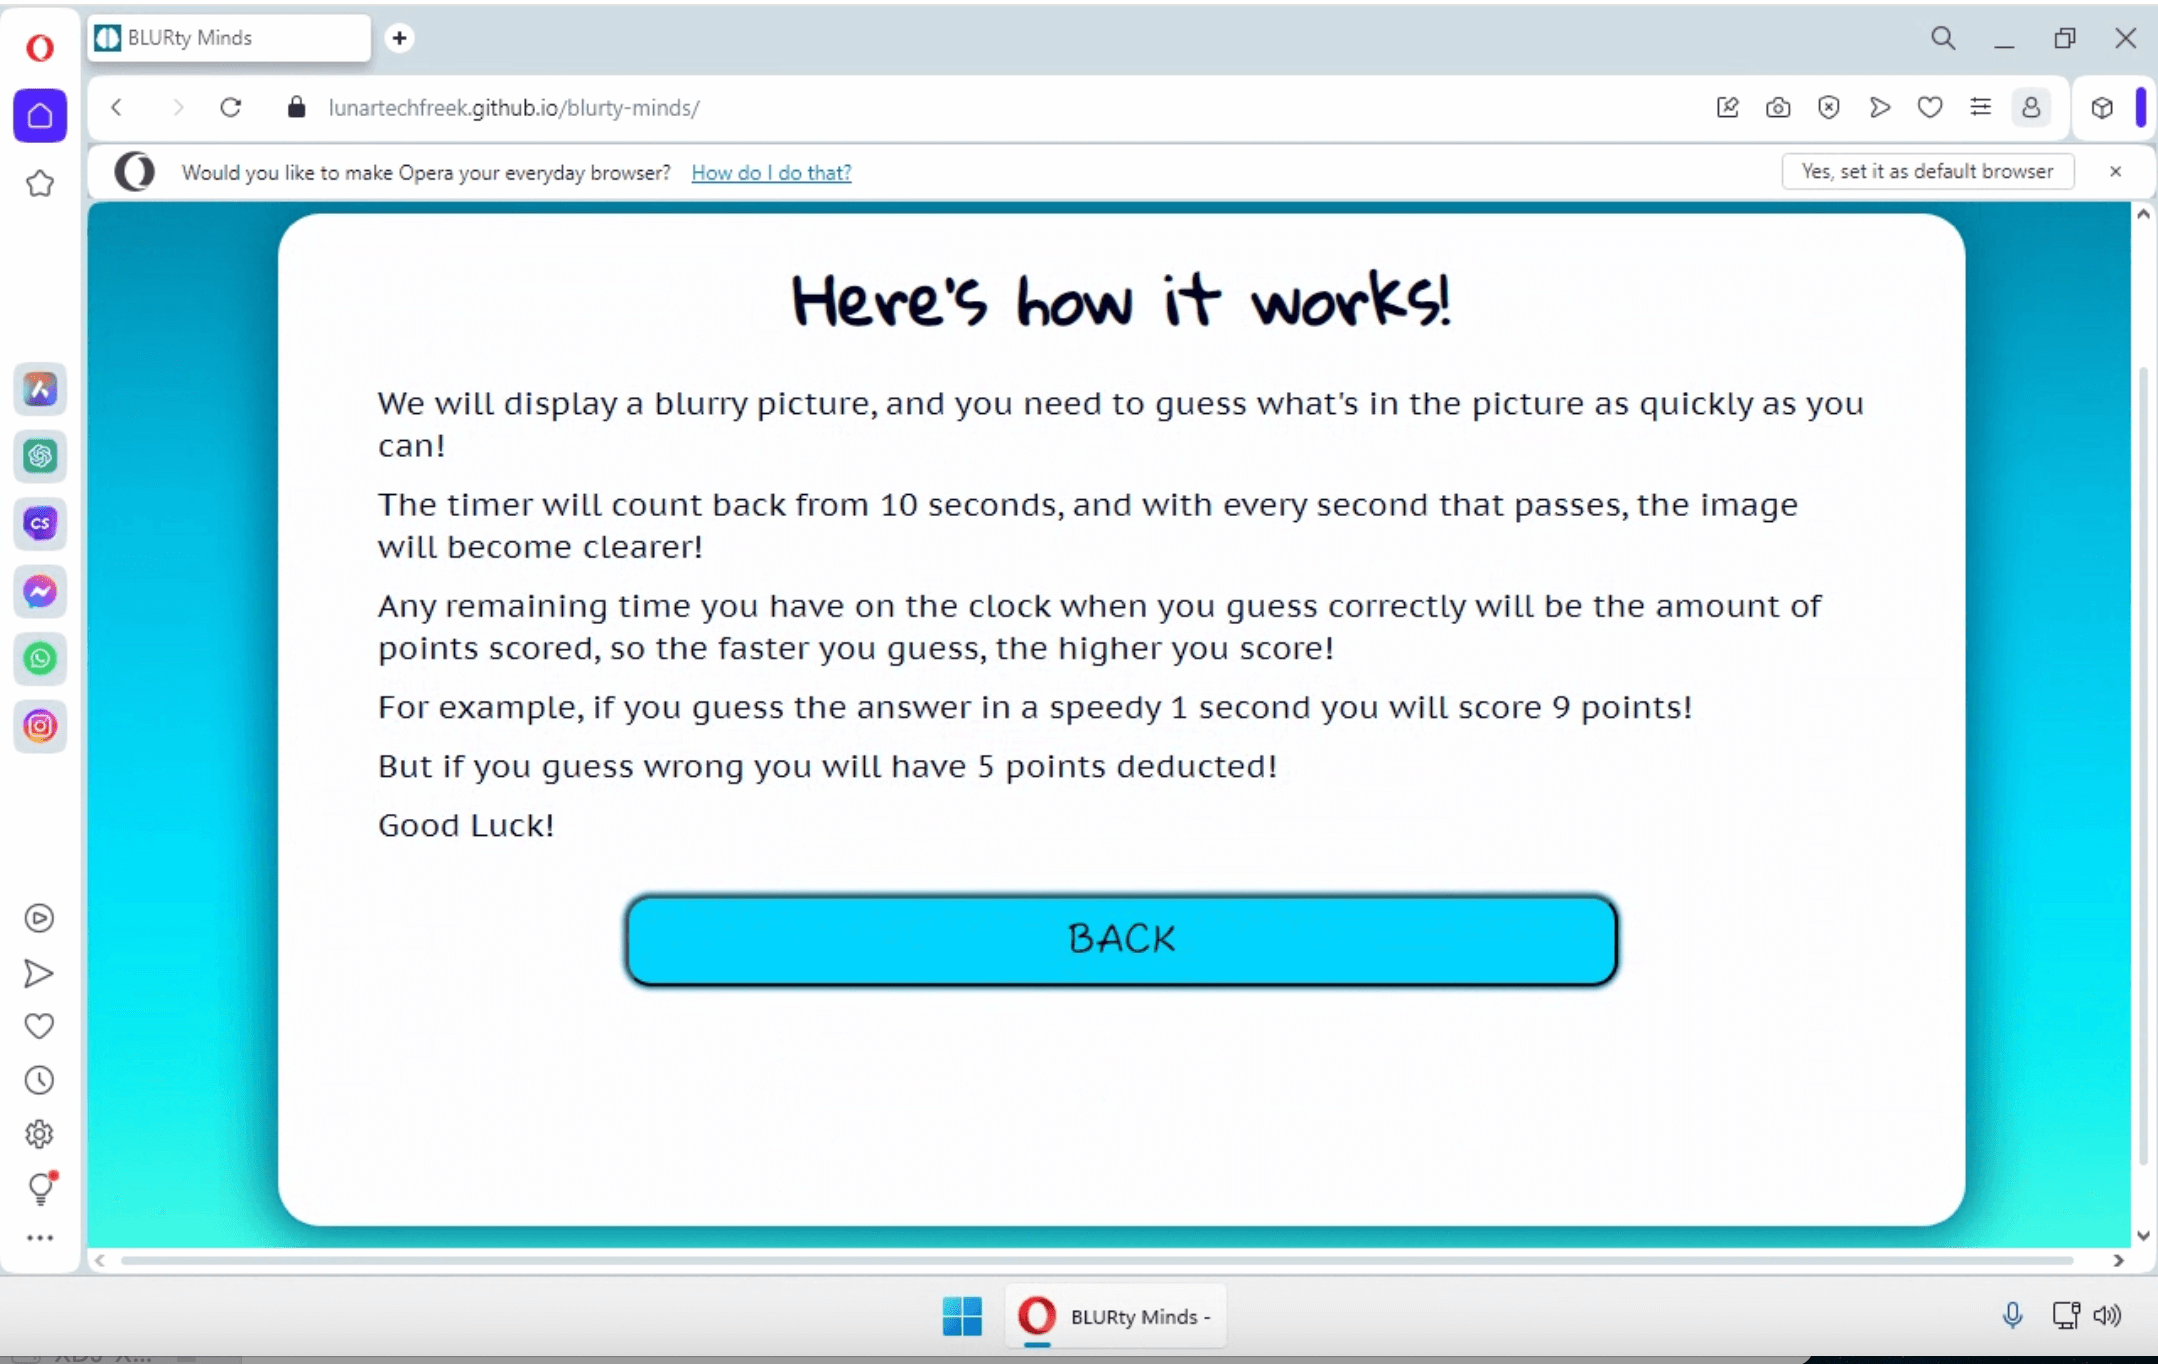 BLURty Minds
lunartechfreek.github.io/blurty-minds/
Would you like to make Opera your everyday browser? How do I do that?
Yes, set it as default browser
Here's how it works!
We will display a blurry picture, and you need to guess what's in the picture as quickly as you
can!
The timer will count back from 10 seconds, and with every second that passes, the image
will become clearer!
Any remaining time you have on the clock when you guess correctly will be the amount of
points scored, so the faster you guess, the higher you score!
For example, if you guess the answer in a speedy 1 second you will score 9 points!
But if you guess wrong you will have 5 points deducted!
Good Luck!
BACK
CS
BLURty Minds -